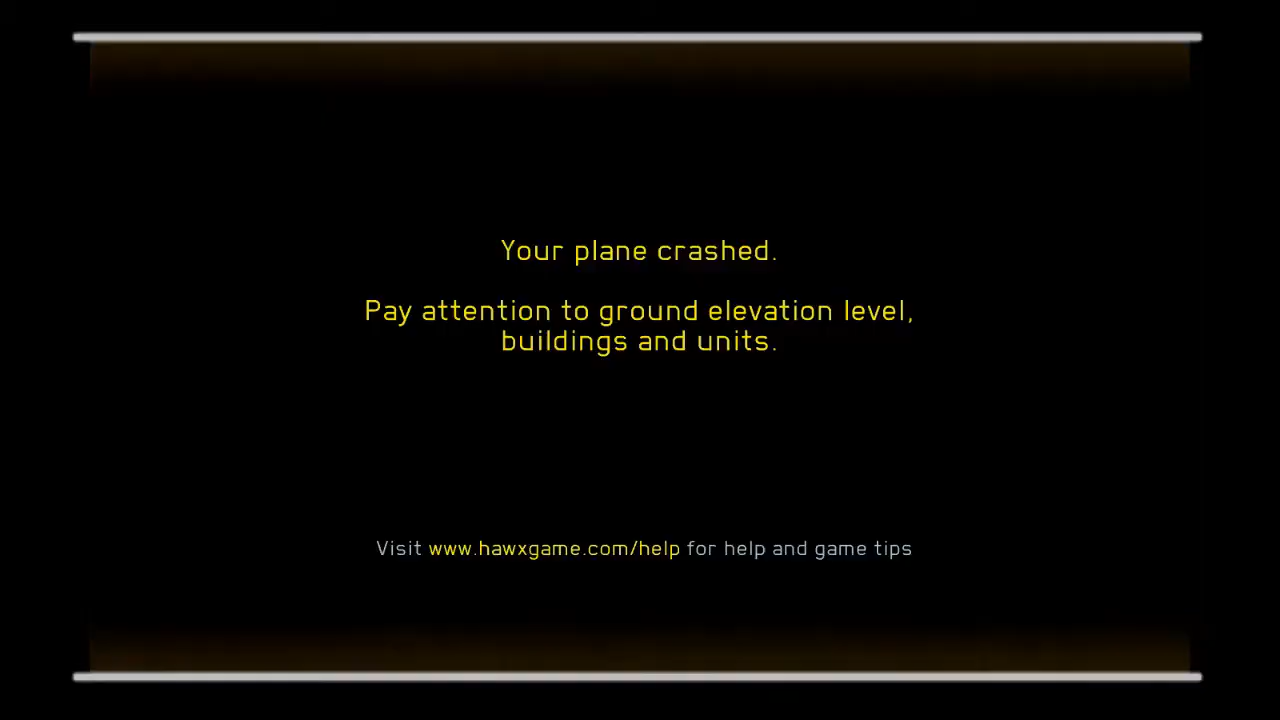 Your plane crashed.
Pay attention to ground elevation level,
buildings and units.
Visit www.hawxgame.com/help for help and game tips